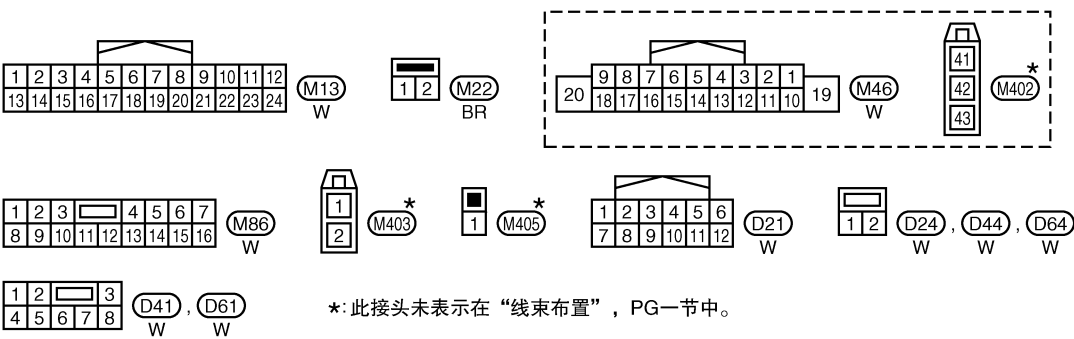 1 2 3 4 5 6 7 8 9 10 11 12
13 14 15 16 17 18 19 20 21 22 23 24
M13
W
1 2
M22
BR
9 8 7 6 5 4 3 2 1
20 18 17 16 15 14 13 12 11 10 19
M46
W
41
42
43
M402 *
1 2 3 4 5 6 7
8 9 10 11 12 13 14 15 16
M86
W
1
2
M403 *
1
M405 *
1 2 3 4 5 6
7 8 9 10 11 12
D21
W
1 2
D24 , D44 , D64
W W W
1 2 3
4 5 6 7 8
D41 , D61
W W
*:此接头未表示在“线束布置”，PG一节中。